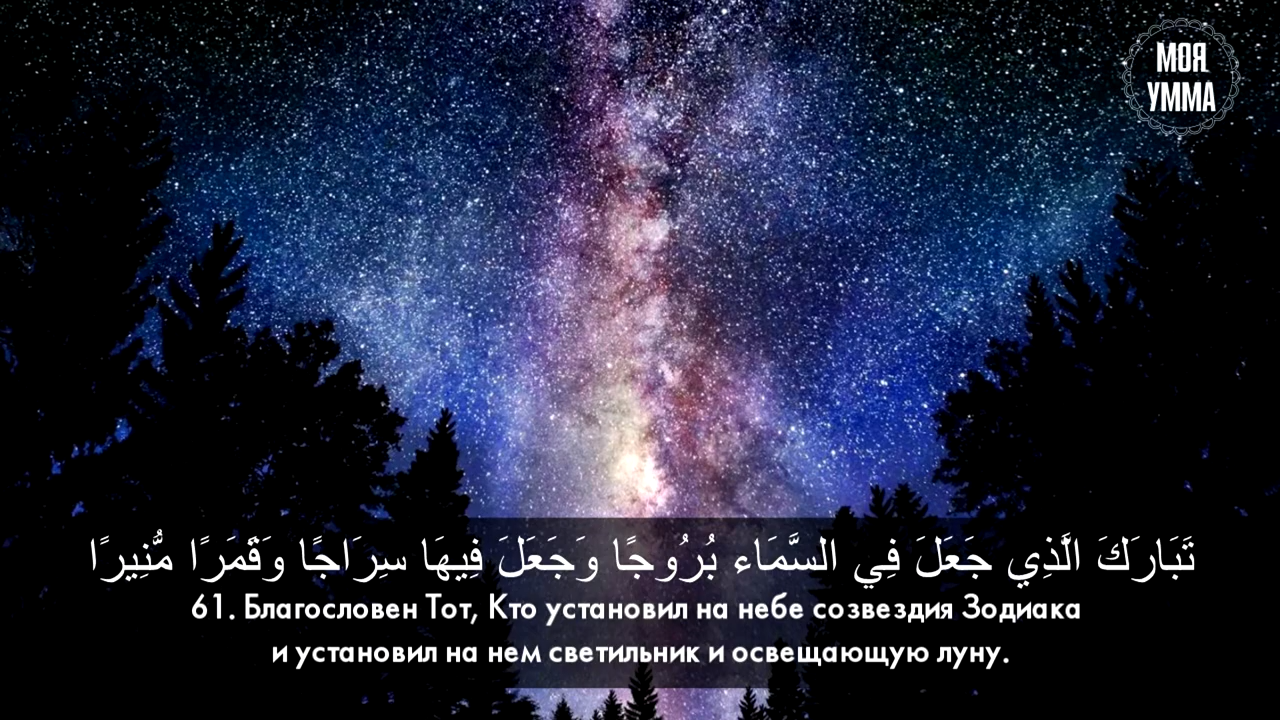 МОЯ
УММА
تَبَارَكَ الَّذِي جَعَلَ فِي السَّمَاء بُرُوجًا وَجَعَلَ فِيهَا سِرَاجًا وَقَمَرًا مُّنِيرًا
61. Благословен Тот, Кто установил на небе созвездия Зодиака
и установил на нем светильник и освещающую луну.